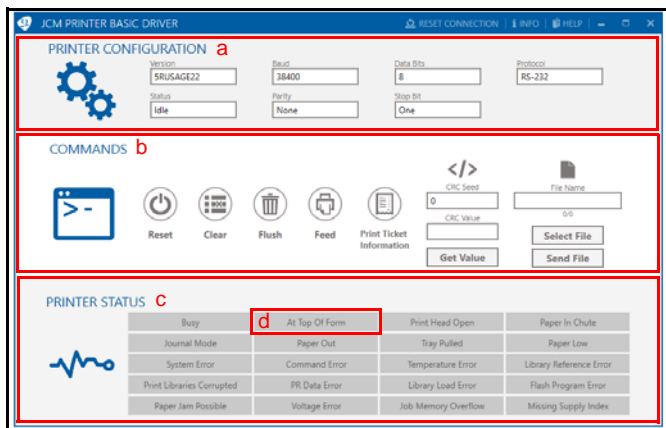 JCM PRINTER BASIC DRIVER RESET CONNECTION INFO HELP
PRINTER CONFIGURATION a
Version Baud Data Bits Protocol
5RUSAGE22 38400 8 RS-232
Status Parity Stop Bit
Idle None One
COMMANDS b
</>
CRC Seed File Name
0
CRC Value 0/0
Reset Clear Flush Feed Print Ticket Information
Select File
Get Value Send File
PRINTER STATUS c
Busy d At Top Of Form Print Head Open Paper In Chute
Journal Mode Paper Out Tray Pulled Paper Low
System Error Command Error Temperature Error Library Reference Error
Print Libraries Corrupted PR Data Error Library Load Error Flash Program Error
Paper Jam Possible Voltage Error Job Memory Overflow Missing Supply Index